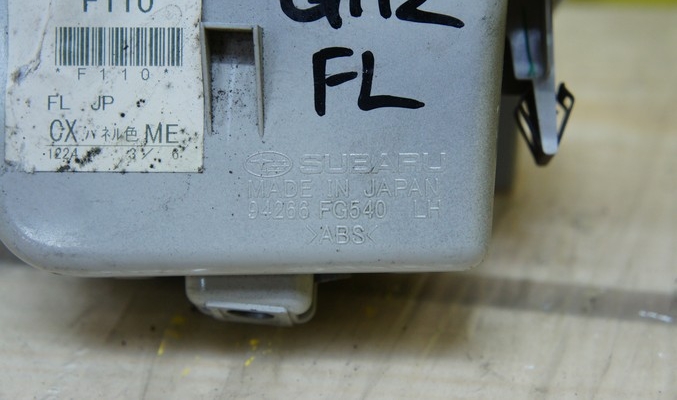 F110
*F110*
FL JP
CX パネル色 ME
GHZ
FL
SUBARU
MADE IN JAPAN
94266 FG540 LH
>ABS<